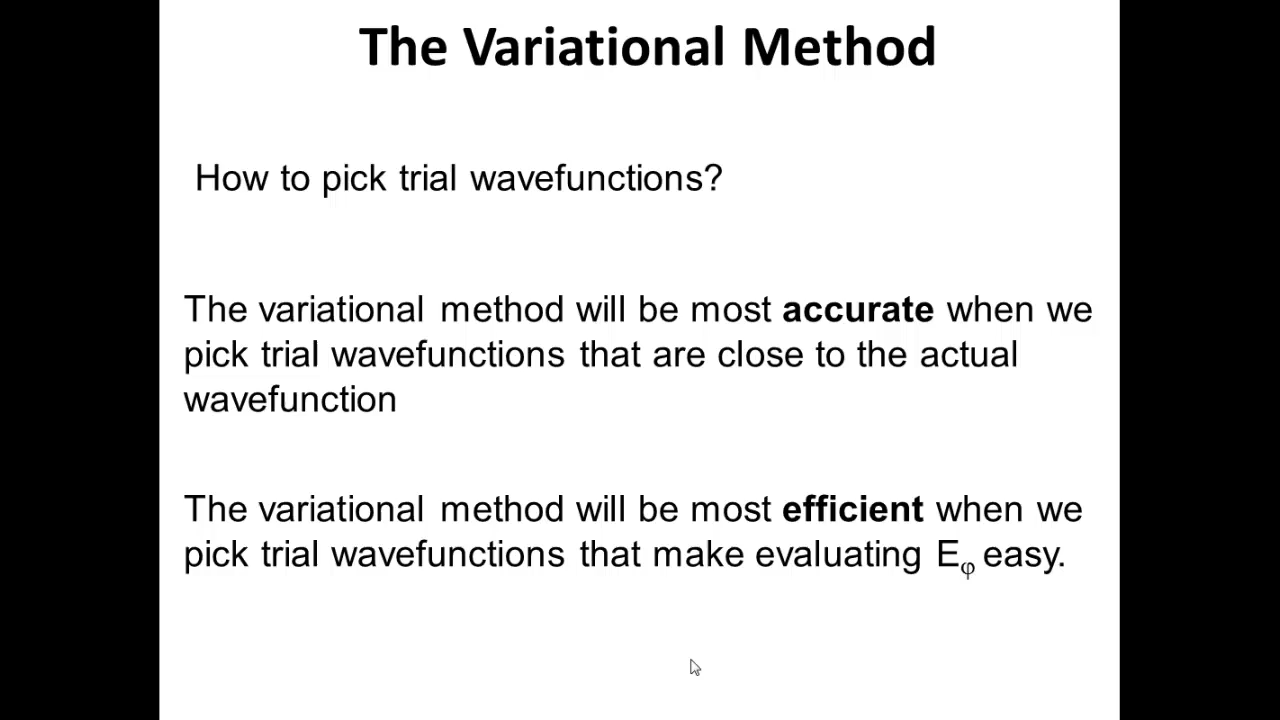 The Variational Method
How to pick trial wavefunctions?
The variational method will be most accurate when we
pick trial wavefunctions that are close to the actual
wavefunction
The variational method will be most efficient when we
pick trial wavefunctions that make evaluating Eφ easy.